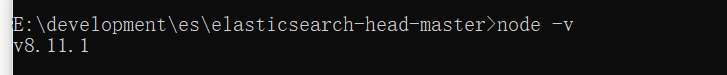 E:\development\es\elasticsearch-head-master>node -v
v8.11.1